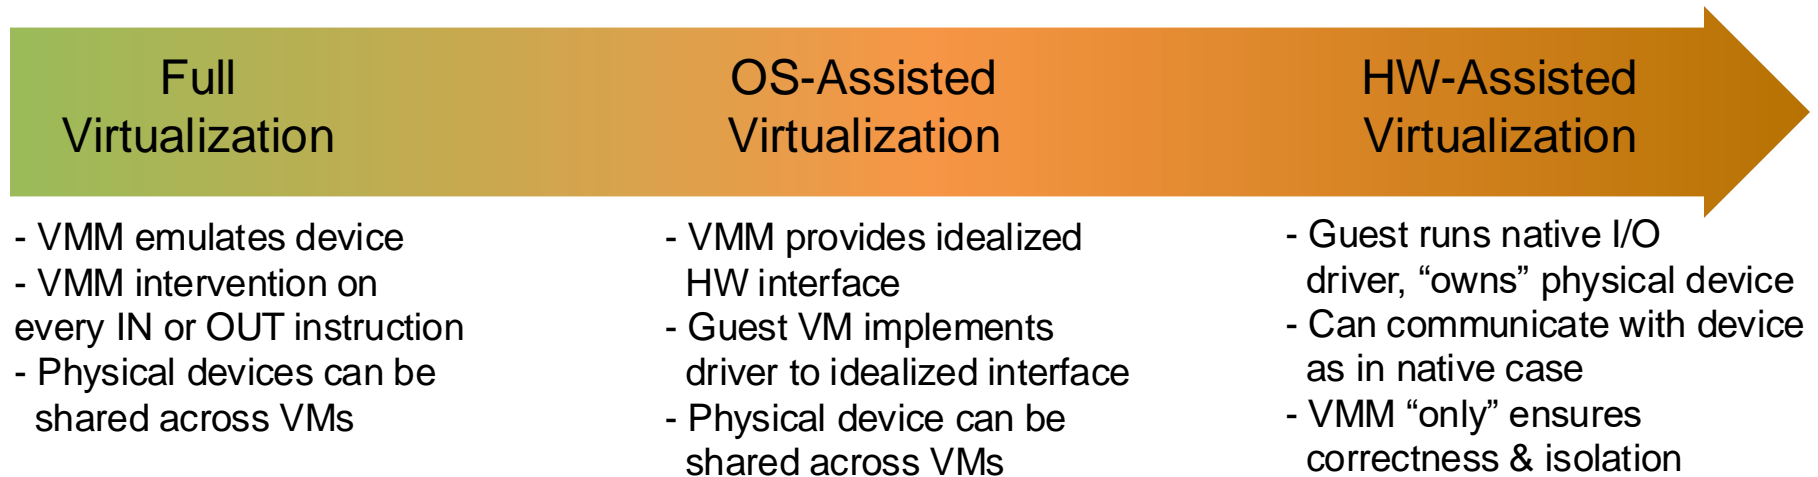 Full
Virtualization
OS-Assisted
Virtualization
HW-Assisted
Virtualization
- VMM emulates device
- VMM intervention on
every IN or OUT instruction
- Physical devices can be
shared across VMs
- VMM provides idealized
HW interface
- Guest VM implements
driver to idealized interface
- Physical device can be
shared across VMs
- Guest runs native I/O
driver, “owns” physical device
- Can communicate with device
as in native case
- VMM “only” ensures
correctness & isolation